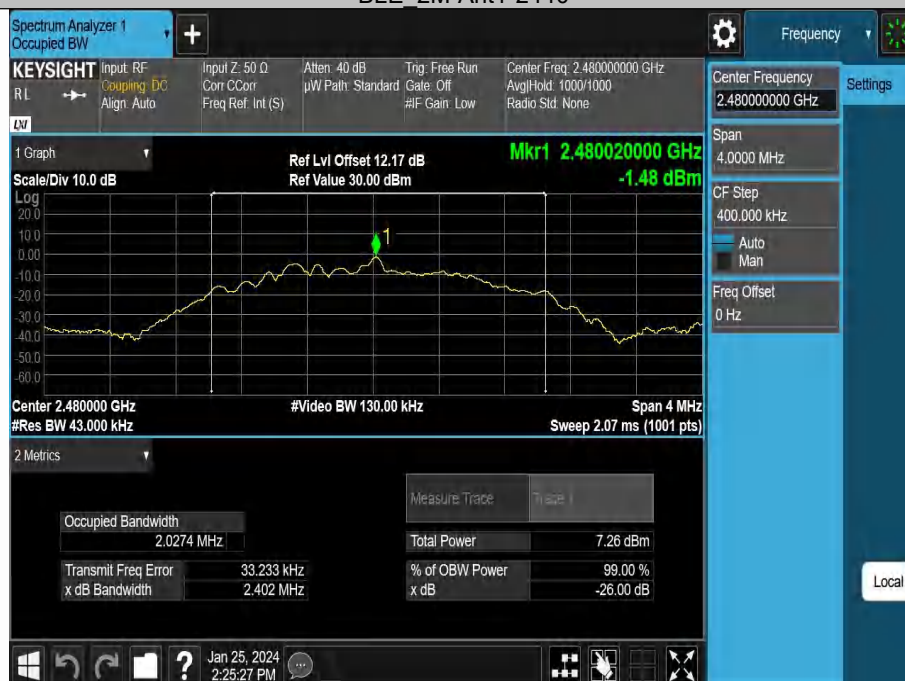 Spectrum Analyzer 1
Occupied BW
Frequency
KEYSIGHT
R L
LXI
Input: RF
Coupling: DC
Align: Auto
Input Z: 50 Ω
Corr CCorr
Freq Ref: Int (S)
Atten: 40 dB
µW Path: Standard
Trig: Free Run
Gate: Off
#IF Gain: Low
Center Freq: 2.480000000 GHz
Avg|Hold: 1000/1000
Radio Std: None
Center Frequency
2.480000000 GHz
Settings
Span
4.0000 MHz
CF Step
400.000 kHz
Auto
Man
Freq Offset
0 Hz
1 Graph
Scale/Div 10.0 dB
Ref Lvl Offset 12.17 dB
Ref Value 30.00 dBm
Mkr1 2.480020000 GHz
-1.48 dBm
Log
20.0
10.0
0.00
-10.0
-20.0
-30.0
-40.0
-50.0
-60.0
1
Center 2.480000 GHz
#Video BW 130.00 kHz
Span 4 MHz
#Res BW 43.000 kHz
Sweep 2.07 ms (1001 pts)
2 Metrics
Measure Trace
Trace 1
Occupied Bandwidth
2.0274 MHz
Total Power
7.26 dBm
Transmit Freq Error
33.233 kHz
% of OBW Power
99.00 %
x dB Bandwidth
2.402 MHz
x dB
-26.00 dB
Local
?
Jan 25, 2024
2:25:27 PM